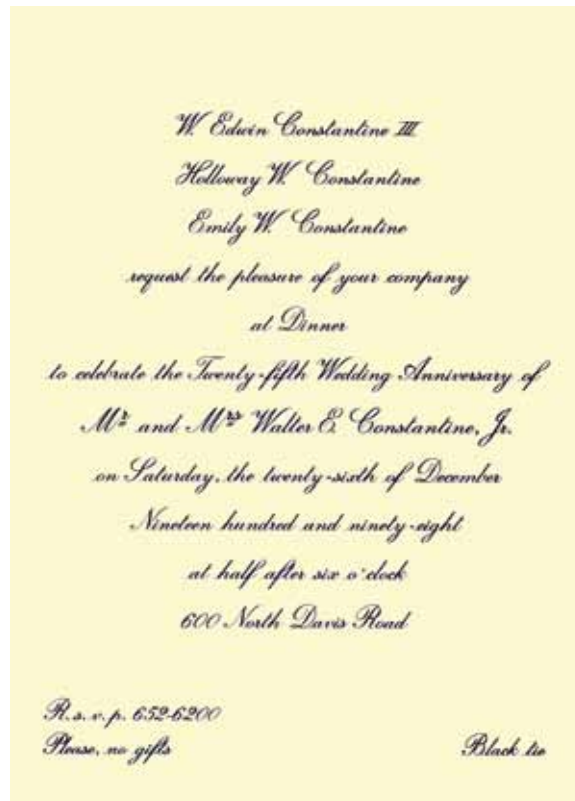 W. Edwin Constantine III
Holloway W. Constantine
Emily W. Constantine
request the pleasure of your company
at Dinner
to celebrate the Twenty-fifth Wedding Anniversary of
Mr. and Mrs. Walter E. Constantine, Jr.
on Saturday, the twenty-sixth of December
Nineteen hundred and ninety-eight
at half after six o'clock
600 North Davis Road
R. s. v. p. 652-6200
Please, no gifts
Black tie